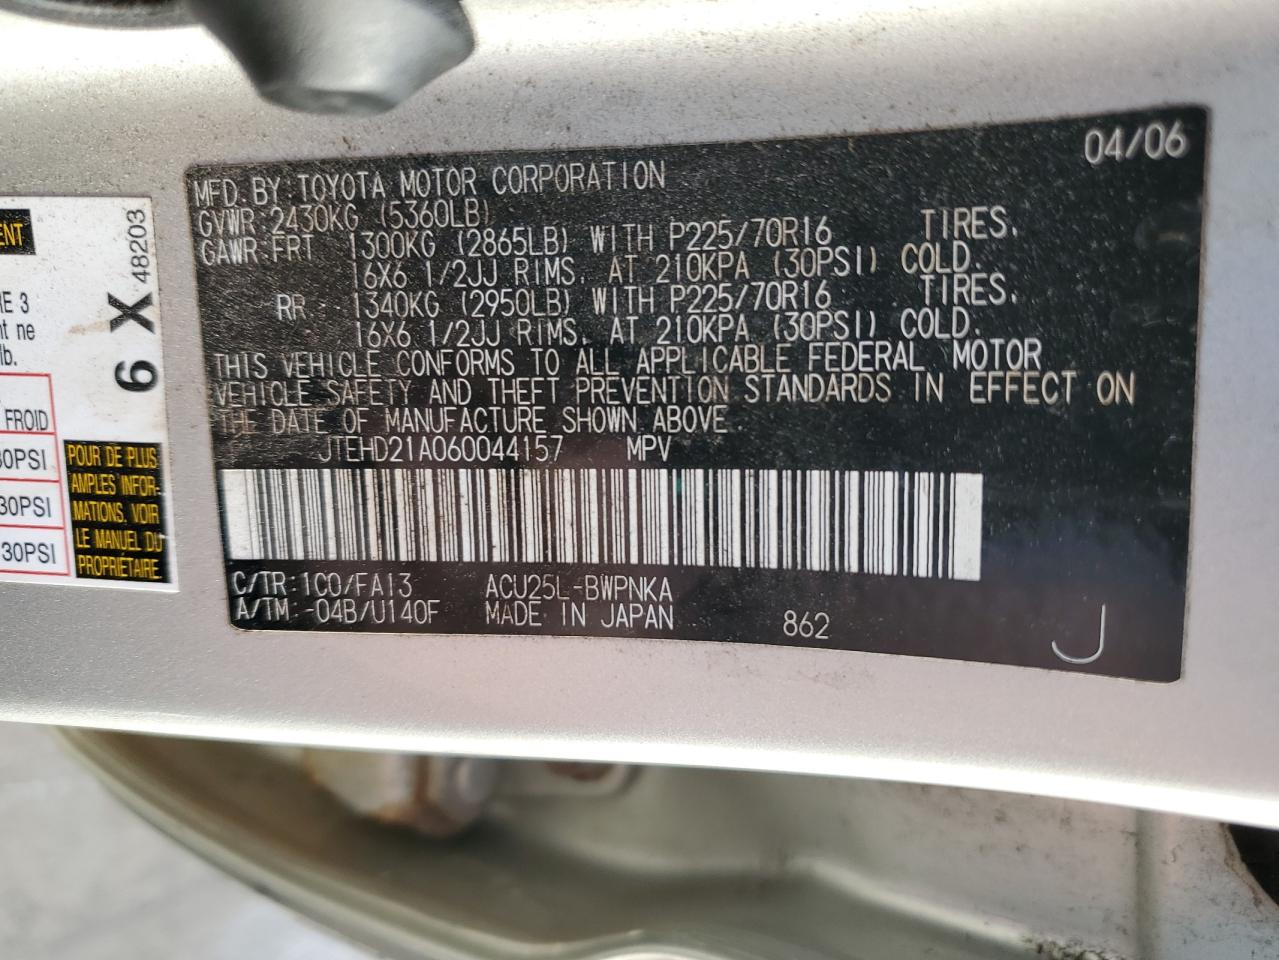 04/06
MFD. BY: TOYOTA MOTOR CORPORATION
GVWR: 2430KG (5360LB)
GAWR: FRT 1300KG (2865LB) WITH P225/70R16 TIRES,
16X6 1/2JJ RIMS, AT 210KPA (30PSI) COLD.
RR 1340KG (2950LB) WITH P225/70R16 TIRES,
16X6 1/2JJ RIMS, AT 210KPA (30PSI) COLD.
THIS VEHICLE CONFORMS TO ALL APPLICABLE FEDERAL MOTOR
VEHICLE SAFETY AND THEFT PREVENTION STANDARDS IN EFFECT ON
THE DATE OF MANUFACTURE SHOWN ABOVE.
JTEHD21A060044157 MPV
C/TR: 1C0/FA13 ACU25L-BWPNKA
A/TM: -04B/U140F MADE IN JAPAN 862 J
ENT
48203
6 X
E 3
nt ne
lb.
FROID
30PSI
30PSI
30PSI
POUR DE PLUS
AMPLES INFOR-
MATIONS, VOIR
LE MANUEL DU
PROPRIÉTAIRE.